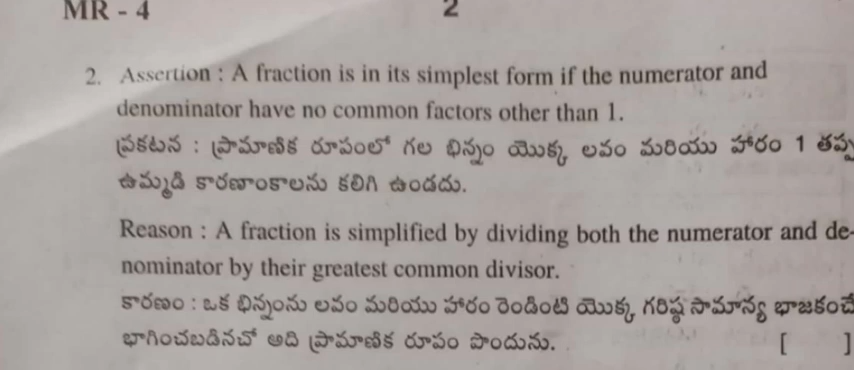 MR - 4 2
2. Assertion : A fraction is in its simplest form if the numerator and
denominator have no common factors other than 1.
ప్రకటన : ప్రామాణిక రూపంలో గల భిన్నం యొక్క లవం మరియు హారం 1 తప్ప
ఉమ్మడి కారణాంకాలను కలిగి ఉండదు.
Reason : A fraction is simplified by dividing both the numerator and de-
nominator by their greatest common divisor.
కారణం : ఒక భిన్నంను లవం మరియు హారం రెండింటి యొక్క గరిష్ఠ సామాన్య భాజకంచే
భాగించబడినచో అది ప్రామాణిక రూపం పొందును. [ ]